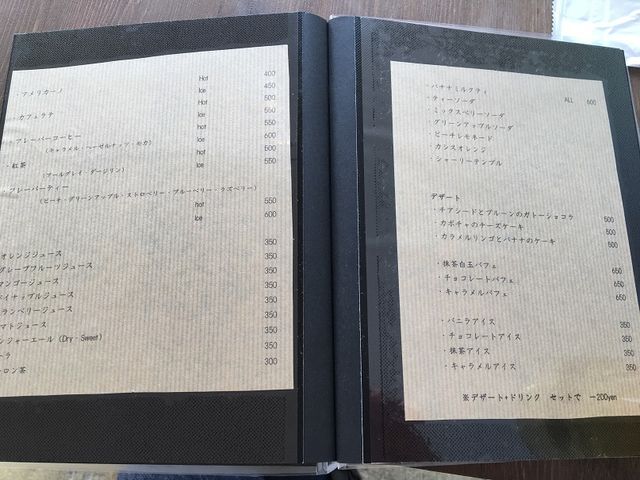 Hot 400
・アメリカーノ Ice 450
Hot 500
・カフェラテ Ice 550
hot 550
フレーバーコーヒー Ice 600
(キャラメル・ヘーゼルナッツ・モカ) hot 500
・紅茶 Ice 550
(アールグレイ・ダージリン)
フレーバーティー
(ピーチ・グリーンアップル・ストロベリー・ブルーベリー・ラズベリー)
hot 550
Ice 600
オレンジジュース 350
グレープフルーツジュース 350
マンゴージュース 350
パイナップルジュース 350
ランベリージュース 350
マトジュース 350
ンジャーエール (Dry・Sweet) 350
ーラ 350
ロン茶 300
・バナナミルクティ
・ティーソーダ ALL 600
・ミックスベリーソーダ
・グリーンアップルソーダ
・ピーチレモネード
・カシスオレンジ
・シャーリーテンプル
デザート
・チアシードとプルーンのガトーショコラ 500
・カボチャのチーズケーキ 500
・カラメルリンゴとバナナのケーキ 500
・抹茶白玉パフェ 650
・チョコレートパフェ 650
・キャラメルパフェ 650
・バニラアイス 350
・チョコレートアイス 350
・抹茶アイス 350
・キャラメルアイス 350
※デザート+ドリンク セットで －200yen